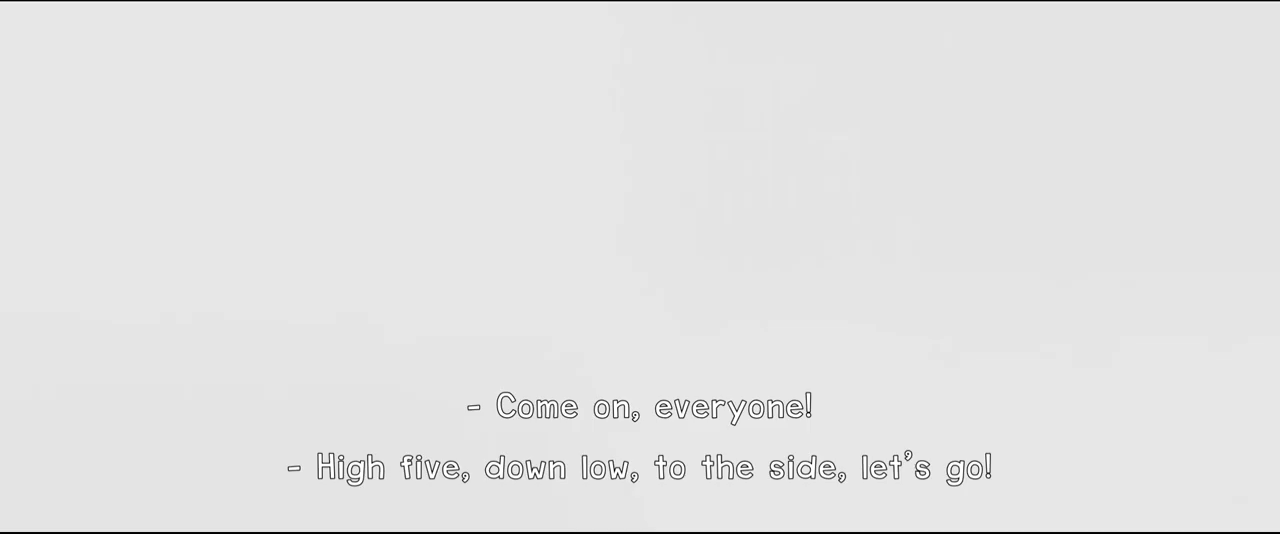 - Come on, everyone!
- High five, down low, to the side, let's go!